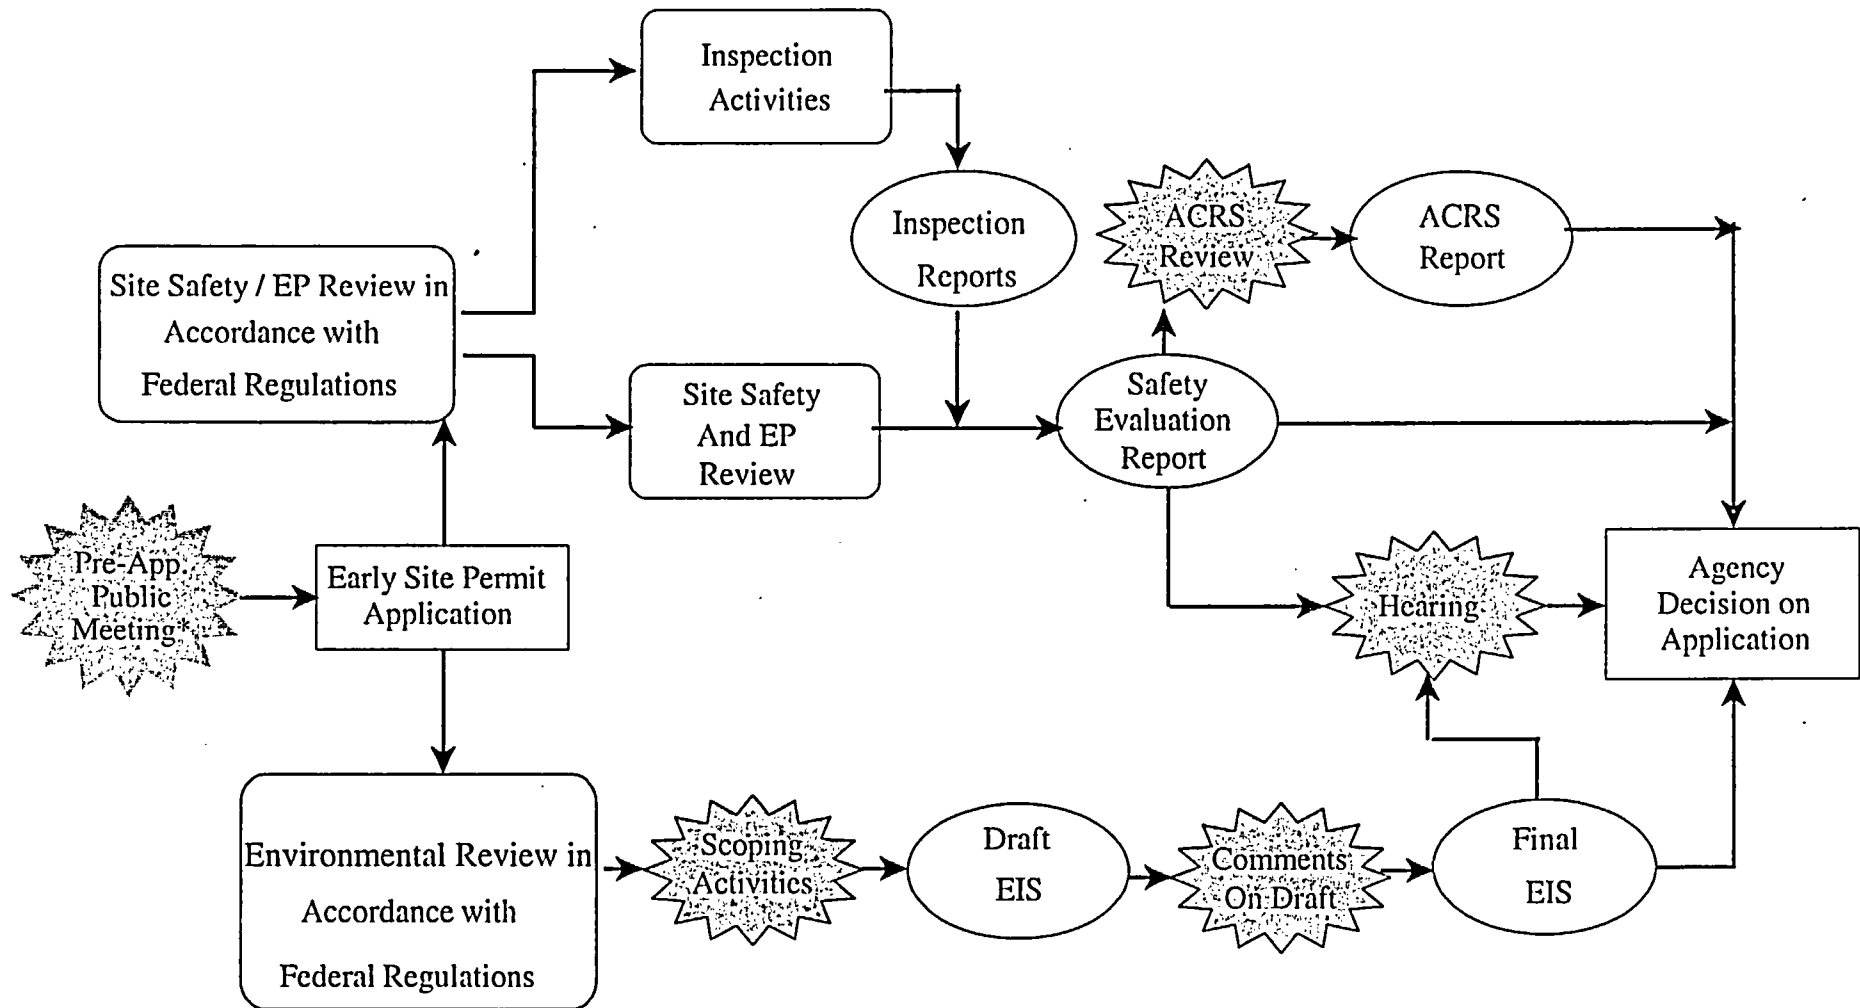 Inspection
Activities
Inspection
Reports
ACRS
Review
ACRS
Report
Site Safety / EP Review in
Accordance with
Federal Regulations
Site Safety
And EP
Review
Safety
Evaluation
Report
Pre-App.
Public
Meeting*
Early Site Permit
Application
Hearing
Agency
Decision on
Application
Environmental Review in
Accordance with
Federal Regulations
Scoping
Activities
Draft
EIS
Comments
On Draft
Final
EIS